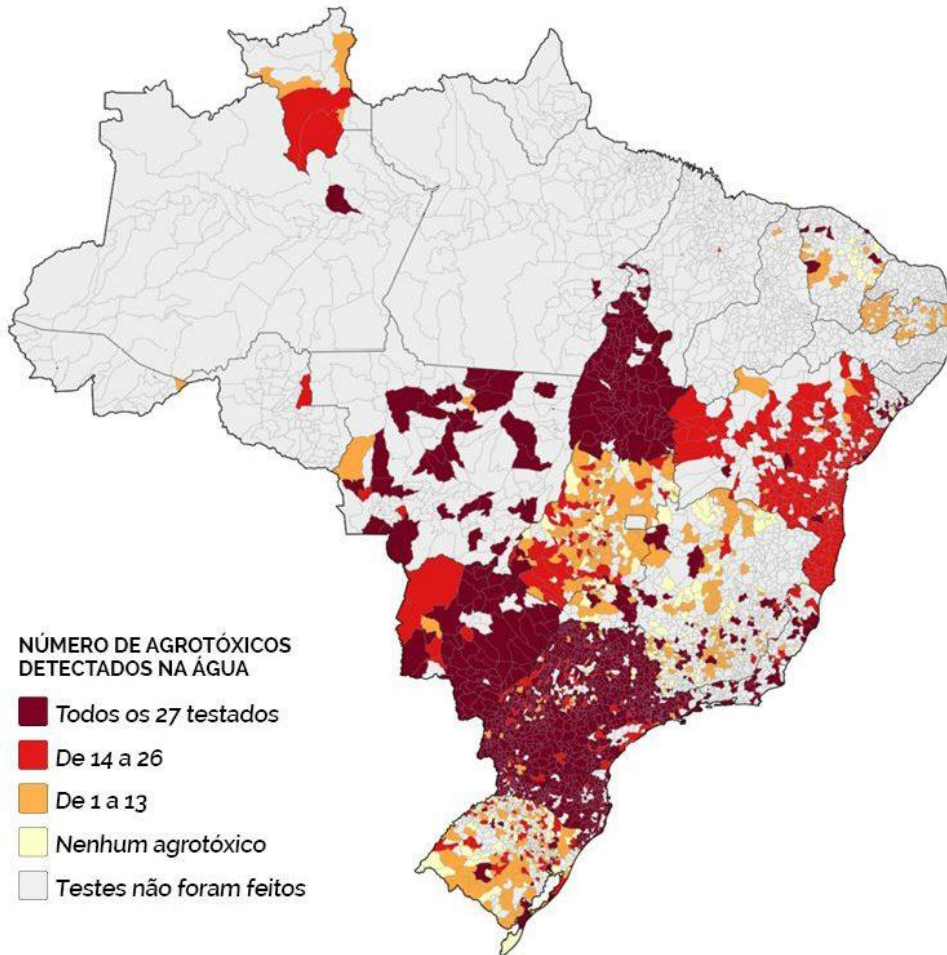 NÚMERO DE AGROTÓXICOS
DETECTADOS NA ÁGUA
Todos os 27 testados
De 14 a 26
De 1 a 13
Nenhum agrotóxico
Testes não foram feitos